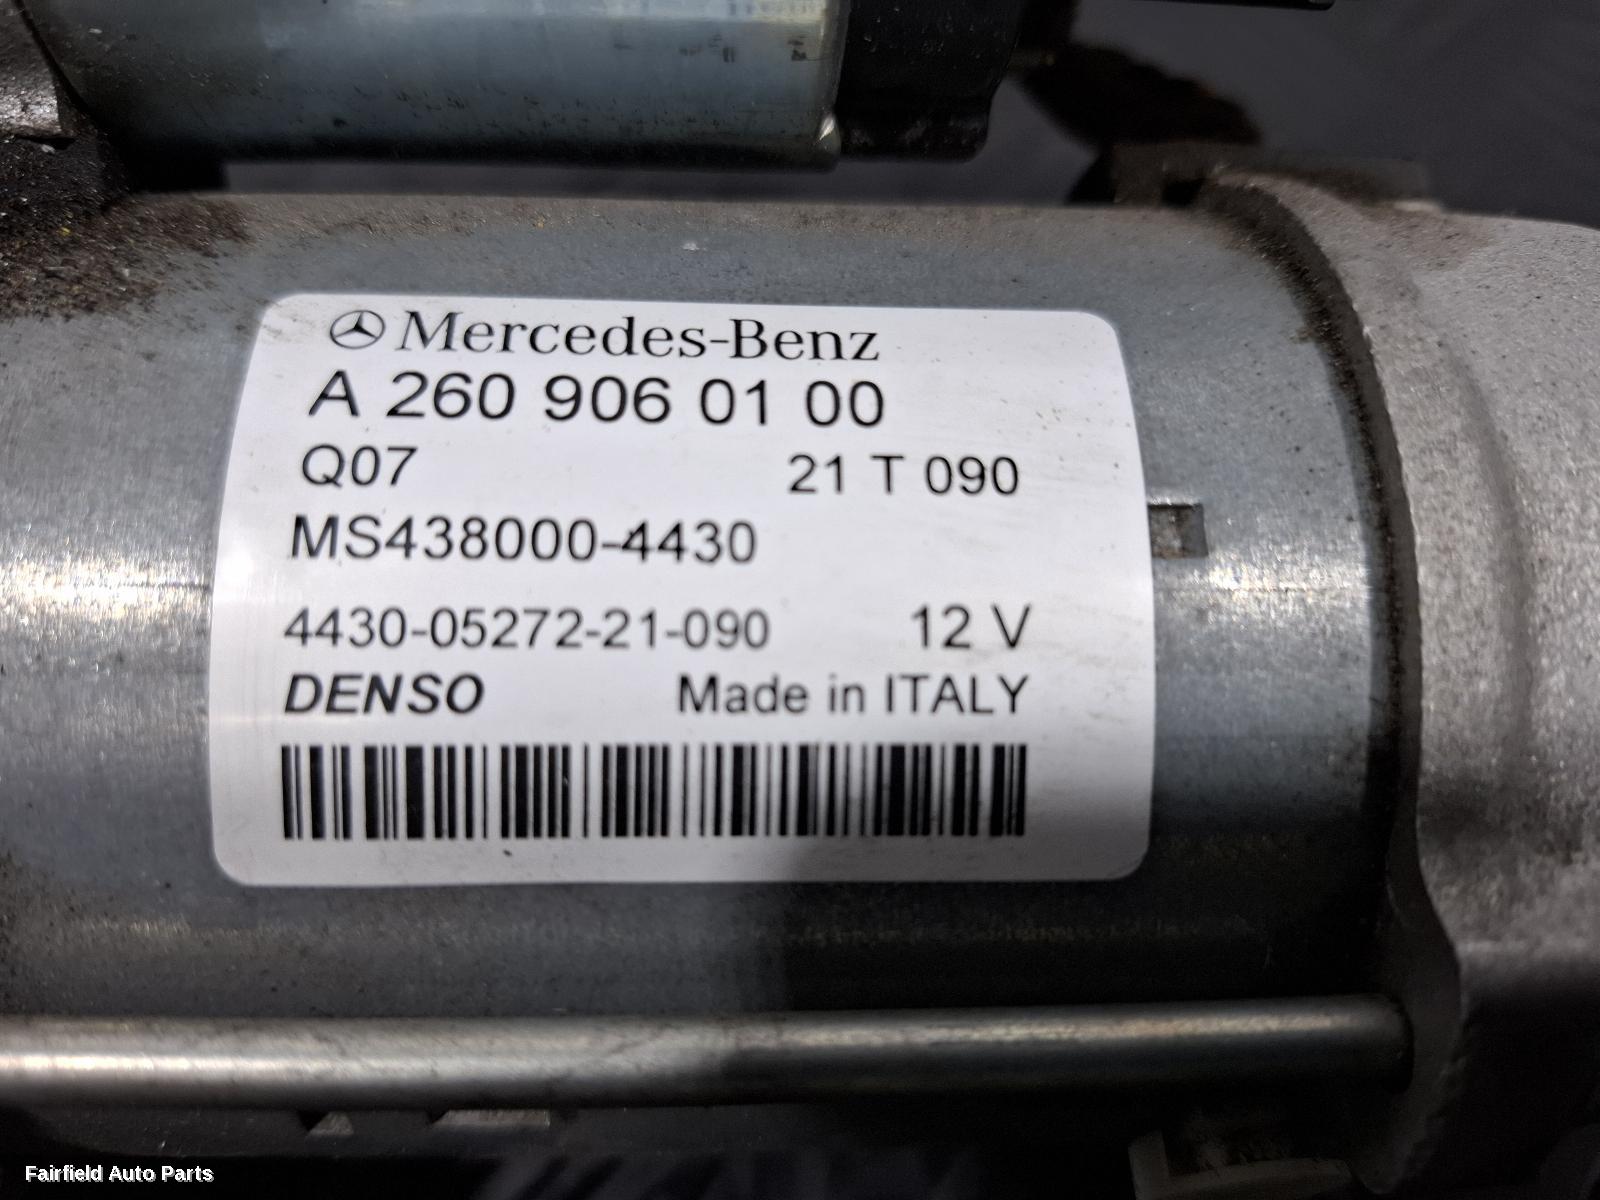 Mercedes-Benz
A 260 906 01 00
Q07 21 T 090
MS438000-4430
4430-05272-21-090 12 V
DENSO Made in ITALY
Fairfield Auto Parts